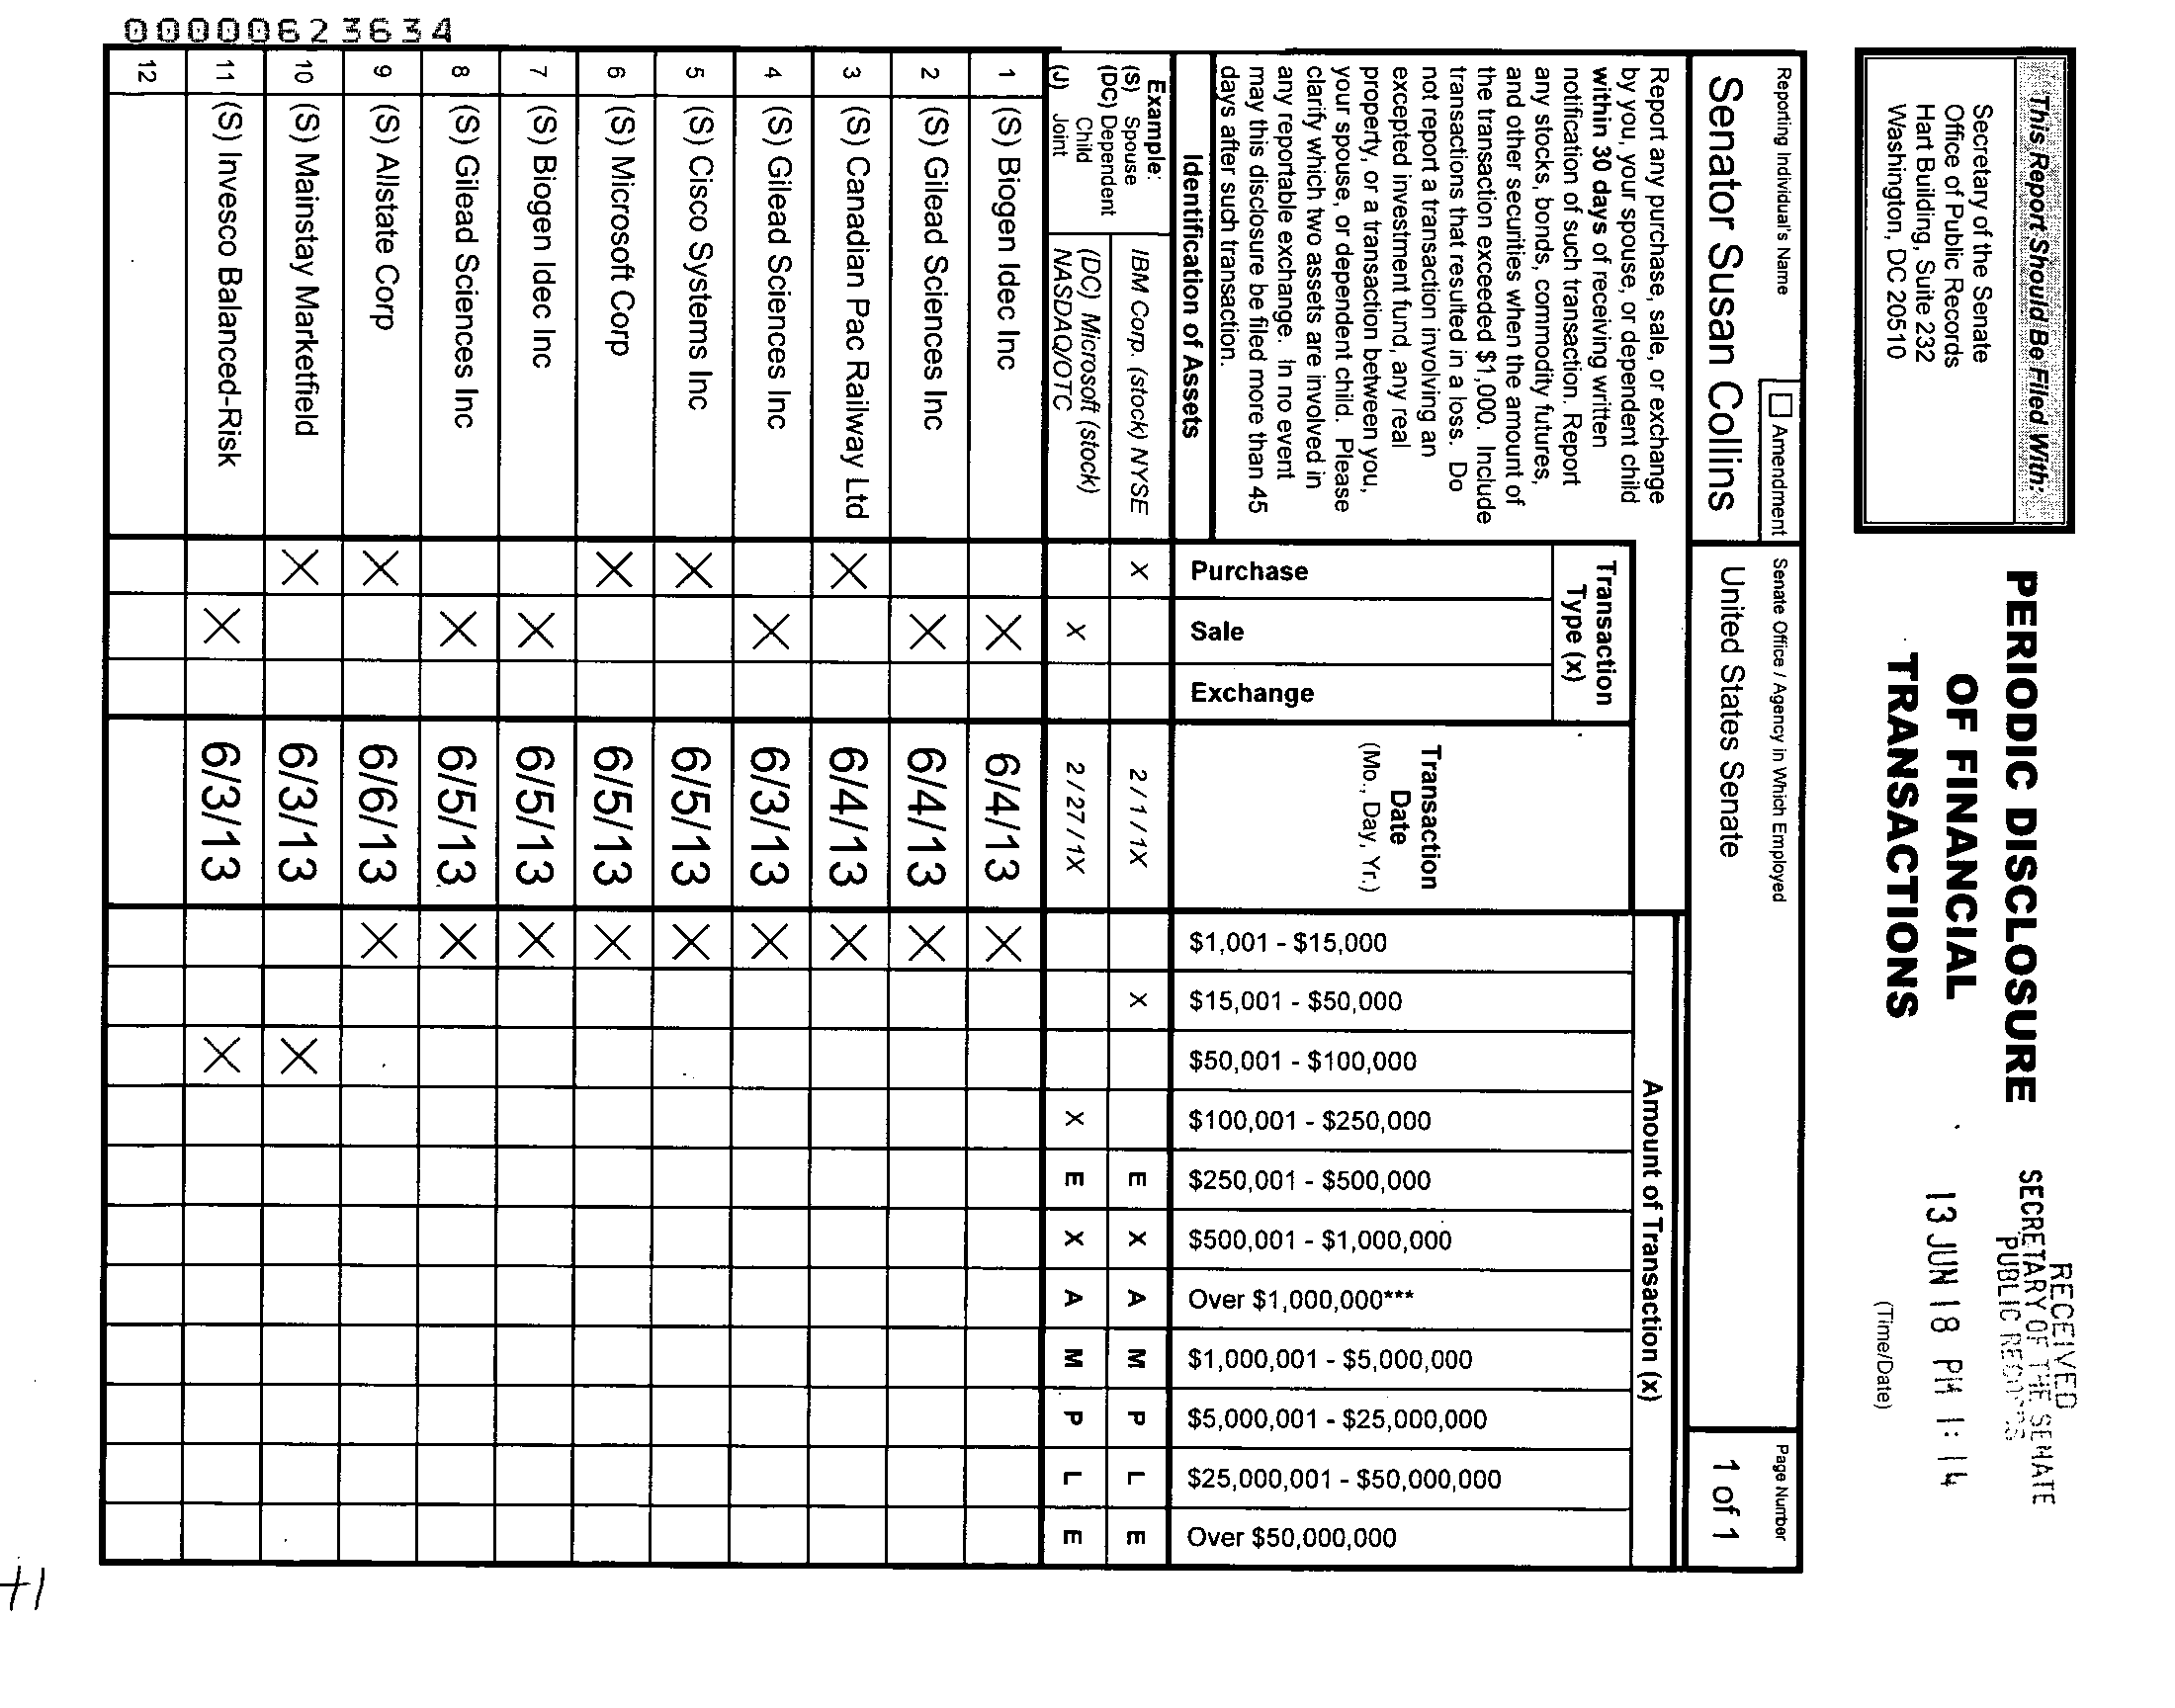 This Report Should Be Filed With:
Secretary of the Senate
Office of Public Records
Hart Building, Suite 232
Washington, DC 20510
PERIODIC DISCLOSURE
OF FINANCIAL
TRANSACTIONS
RECEIVED
SECRETARY OF THE SENATE
PUBLIC RECORDS
13 JUN 18 PM 1: 14
(Time/Date)
Reporting Individual's Name
Amendment
Senator Susan Collins
Senate Office / Agency in Which Employed
United States Senate
Page Number
1 of 1
Report any purchase, sale, or exchange
by you, your spouse, or dependent child
within 30 days of receiving written
notification of such transaction. Report
any stocks, bonds, commodity futures,
and other securities when the amount of
the transaction exceeded $1,000. Include
transactions that resulted in a loss. Do
not report a transaction involving an
excepted investment fund, any real
property, or a transaction between you,
your spouse, or dependent child. Please
clarify which two assets are involved in
any reportable exchange. In no event
may this disclosure be filed more than 45
days after such transaction.
Identification of Assets
Transaction
Type (x)
Purchase
Sale
Exchange
Transaction
Date
(Mo., Day, Yr.)
Amount of Transaction (x)
$1,001 - $15,000
$15,001 - $50,000
$50,001 - $100,000
$100,001 - $250,000
$250,001 - $500,000
$500,001 - $1,000,000
Over $1,000,000***
$1,000,001 - $5,000,000
$5,000,001 - $25,000,000
$25,000,001 - $50,000,000
Over $50,000,000
Example:
(S) Spouse
(DC) Dependent
Child
(J) Joint
IBM Corp. (stock) NYSE X 2 / 1 / 1X X E X A M P L E
(DC) Microsoft (stock)
NASDAQ/OTC X 2 / 27 / 1X X E X A M P L E
1 (S) Biogen Idec Inc X 6/4/13 X
2 (S) Gilead Sciences Inc X 6/4/13 X
3 (S) Canadian Pac Railway Ltd X 6/4/13 X
4 (S) Gilead Sciences Inc X 6/3/13 X
5 (S) Cisco Systems Inc X 6/5/13 X
6 (S) Microsoft Corp X 6/5/13 X
7 (S) Biogen Idec Inc X 6/5/13 X
8 (S) Gilead Sciences Inc X 6/5/13 X
9 (S) Allstate Corp X 6/6/13 X
10 (S) Mainstay Marketfield X 6/3/13 X
11 (S) Invesco Balanced-Risk X 6/3/13 X
12
00000623634